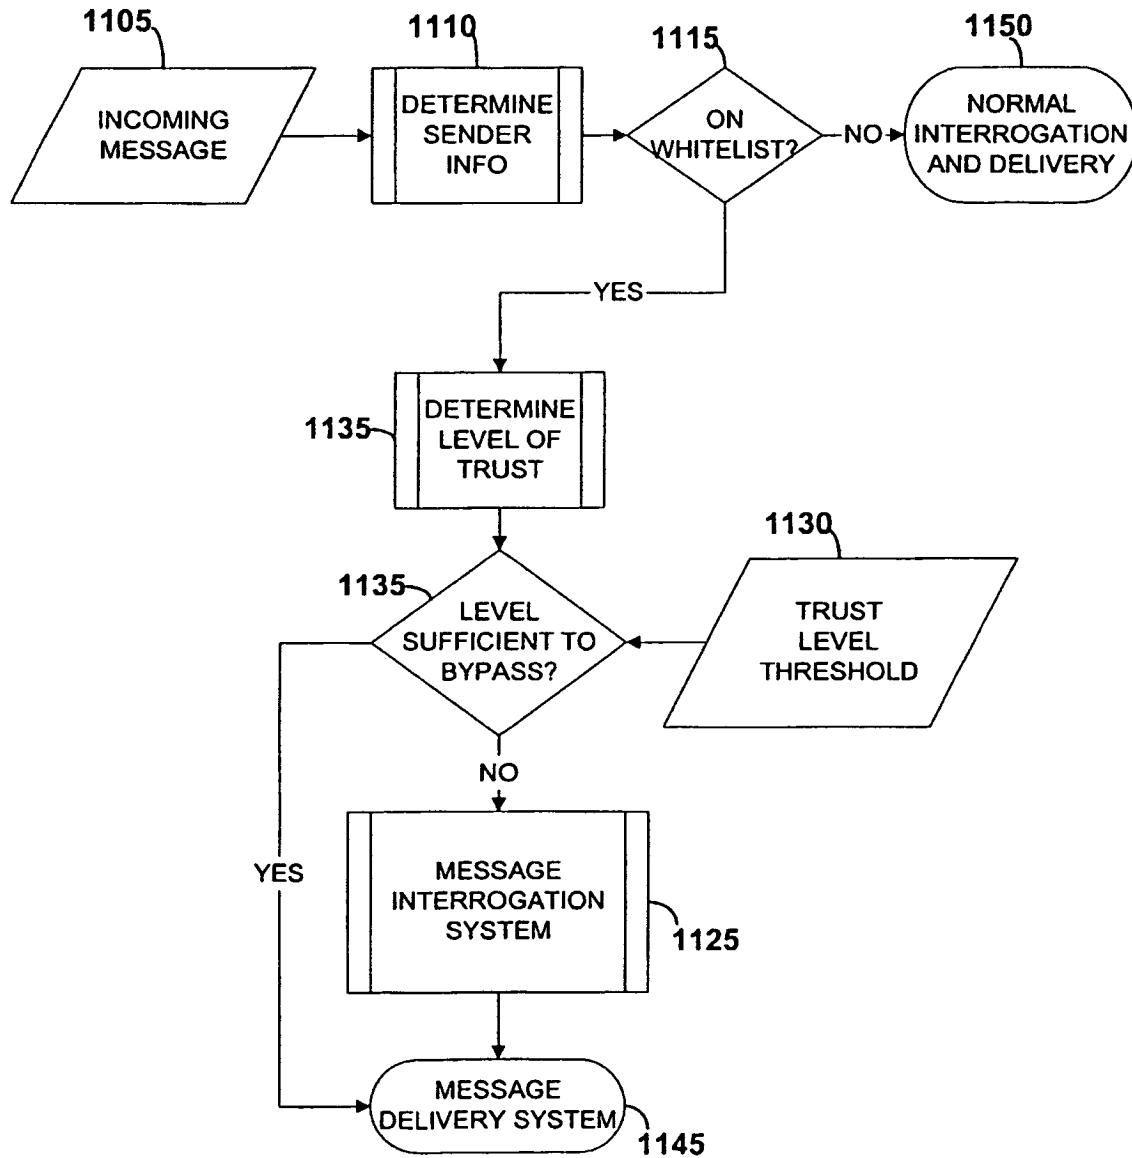 1105
1110
1115
1150
INCOMING
MESSAGE
DETERMINE
SENDER
INFO
ON
WHITELIST?
NO
NORMAL
INTERROGATION
AND DELIVERY
YES
1135
DETERMINE
LEVEL OF
TRUST
1130
1135
LEVEL
SUFFICIENT TO
BYPASS?
TRUST
LEVEL
THRESHOLD
NO
YES
MESSAGE
INTERROGATION
SYSTEM
1125
MESSAGE
DELIVERY SYSTEM
1145